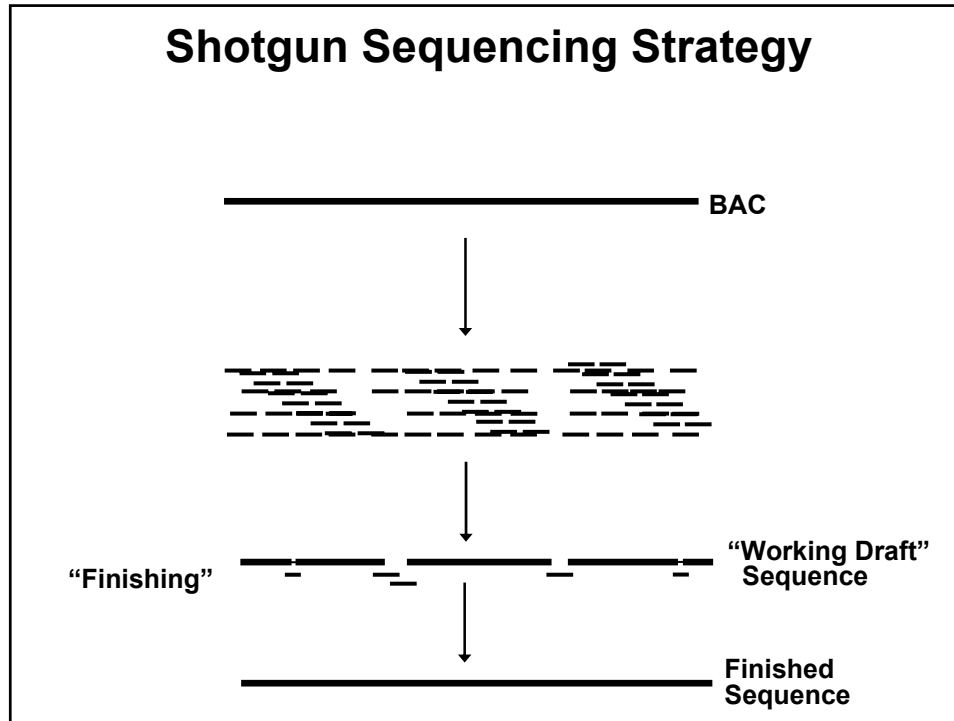 Shotgun Sequencing Strategy
BAC
“Working Draft”
Sequence
“Finishing”
Finished
Sequence